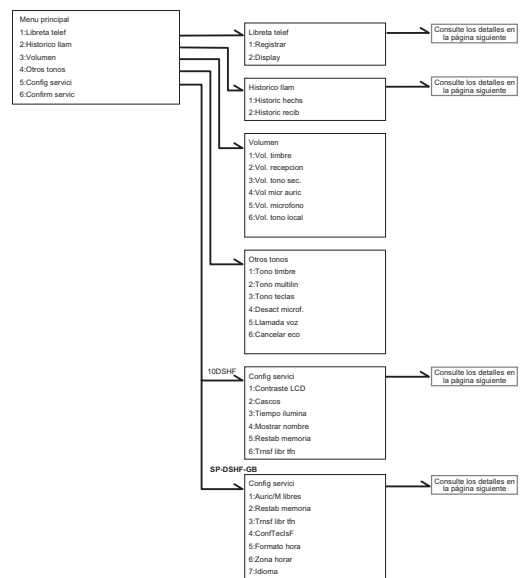 Menu principal
1:Libreta telef
2:Historico llam
3:Volumen
4:Otros tonos
5:Config servici
6:Confirm servic
Libreta telef
1:Registrar
2:Display
Consulte los detalles en
la página siguiente
Historico llam
1:Historic hechs
2:Historic recib
Consulte los detalles en
la página siguiente
Volumen
1:Vol. timbre
2:Vol. recepcion
3:Vol. tono sec.
4:Vol micr auric
5:Vol. microfono
6:Vol. tono local
Otros tonos
1:Tono timbre
2:Tono multilin
3:Tono teclas
4:Desact microf.
5:Llamada voz
6:Cancelar eco
10DSHF
Config servici
1:Contraste LCD
2:Cascos
3:Tiempo ilumina
4:Mostrar nombre
5:Restab memoria
6:Trnsf libr tfn
Consulte los detalles en
la página siguiente
SP-DSHF-GB
Config servici
1:Auric/M libres
2:Restab memoria
3:Trnsf libr tfn
4:ConfTeclsF
5:Formato hora
6:Zona horar
7:Idioma
Consulte los detalles en
la página siguiente